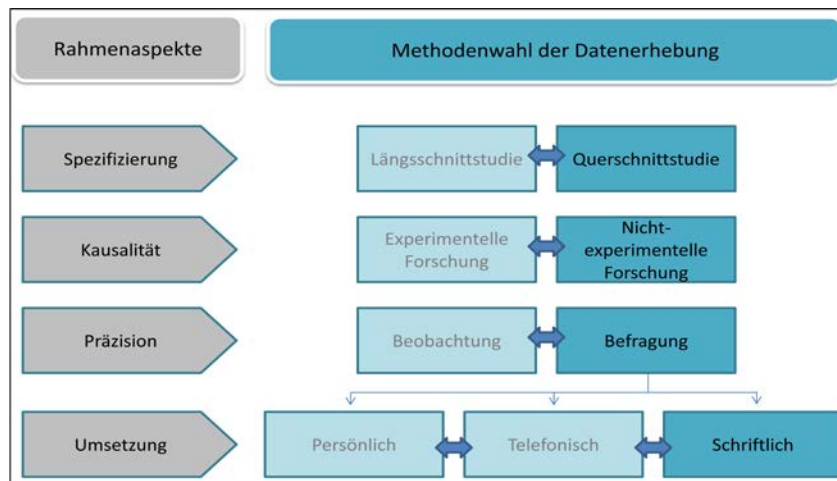 Rahmenaspekte
Methodenwahl der Datenerhebung
Spezifizierung
Längsschnittstudie
Querschnittstudie
Kausalität
Experimentelle
Forschung
Nicht-
experimentelle
Forschung
Präzision
Beobachtung
Befragung
Umsetzung
Persönlich
Telefonisch
Schriftlich